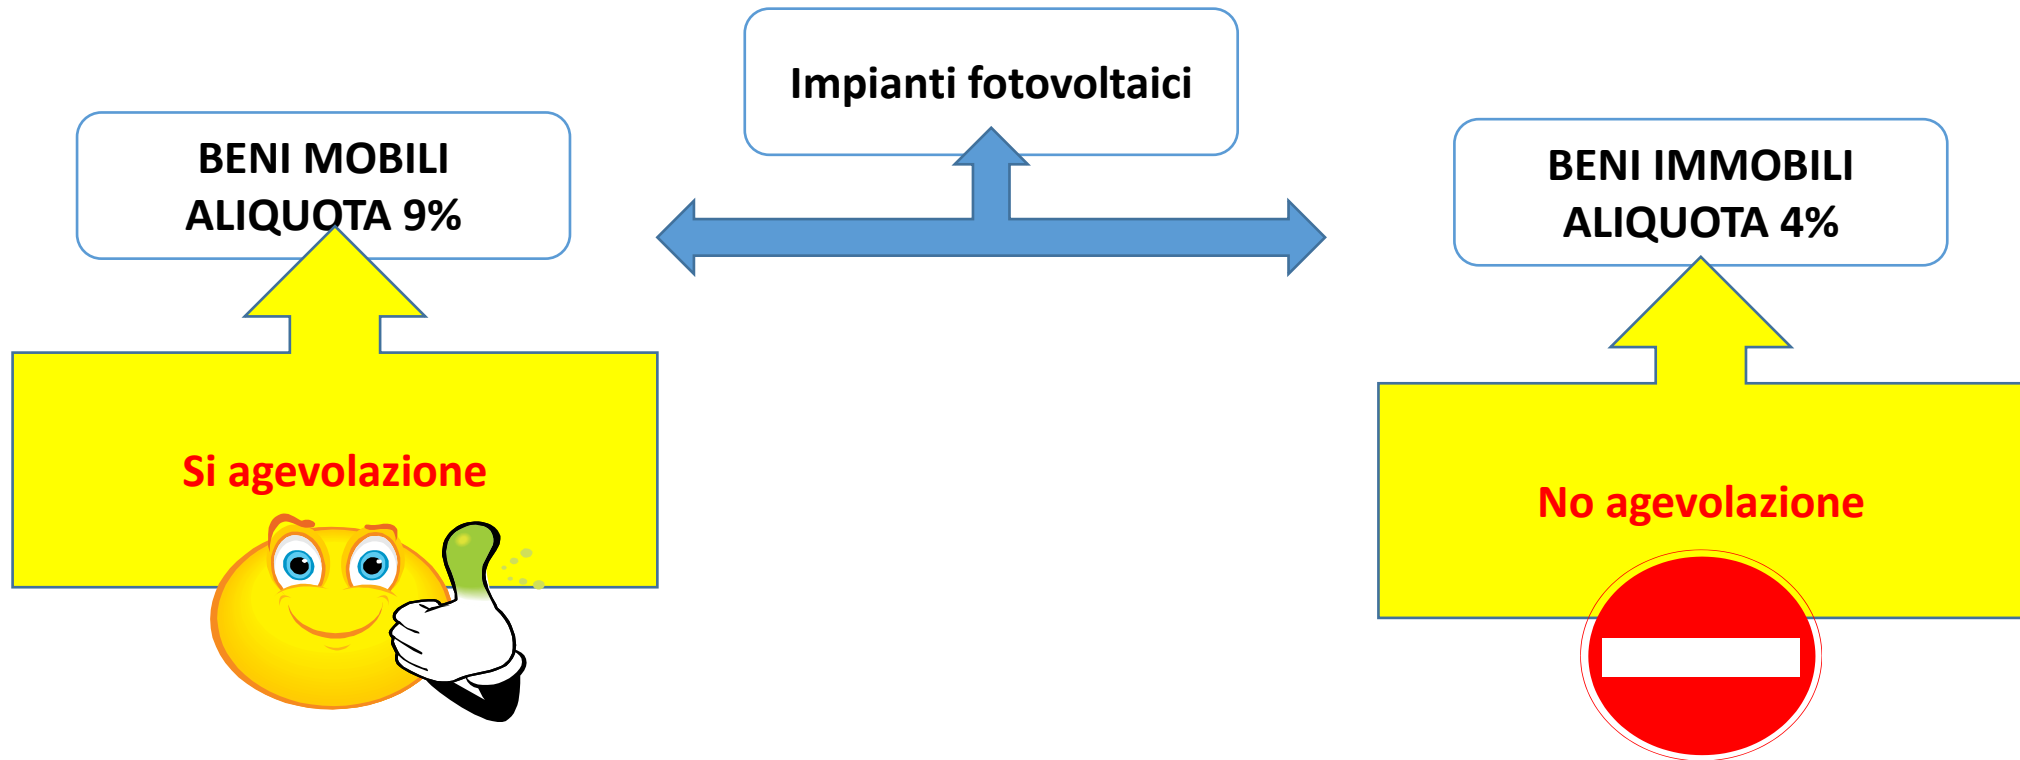 Impianti fotovoltaici
BENI MOBILI
ALIQUOTA 9%
BENI IMMOBILI
ALIQUOTA 4%
Si agevolazione
No agevolazione